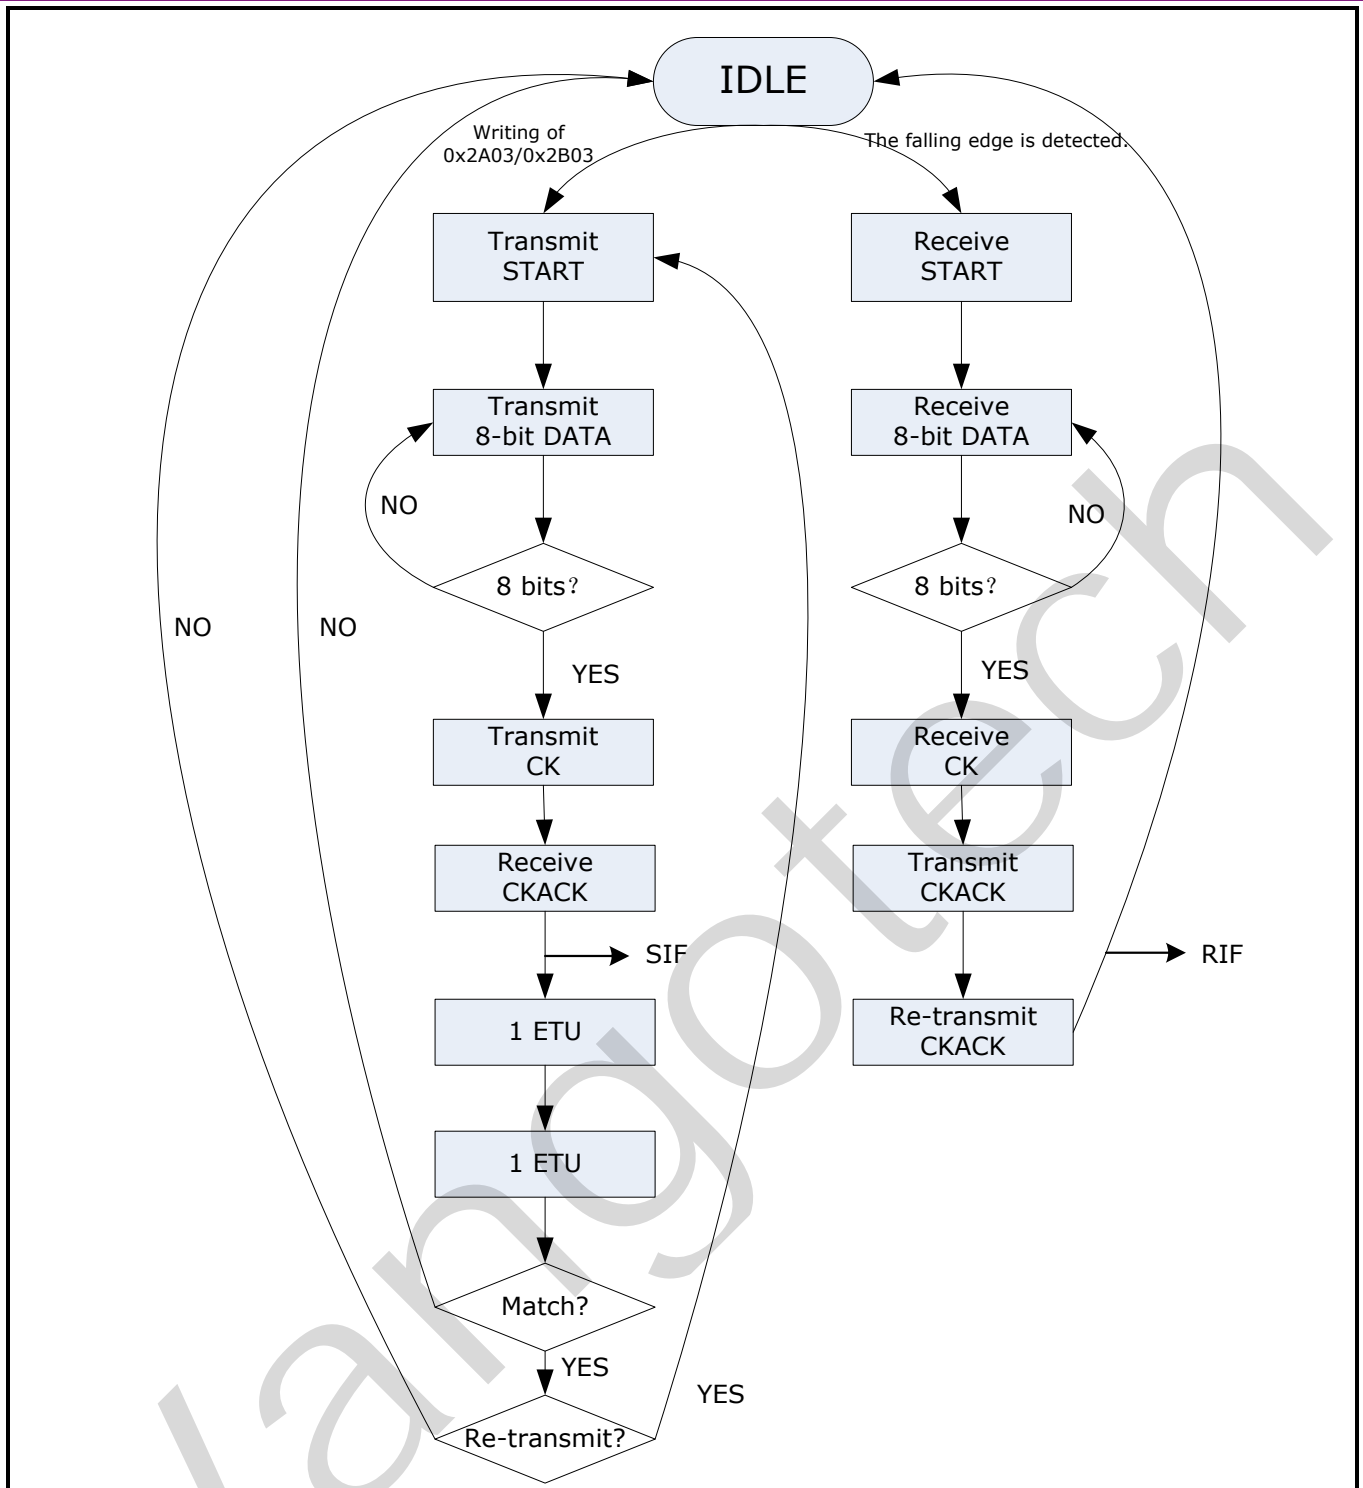 IDLE
Writing of
0x2A03/0x2B03
The falling edge is detected.
Transmit
START
Receive
START
Transmit
8-bit DATA
Receive
8-bit DATA
NO
NO
8 bits?
8 bits?
NO
NO
YES
YES
Transmit
CK
Receive
CK
Receive
CKACK
Transmit
CKACK
SIF
RIF
1 ETU
Re-transmit
CKACK
1 ETU
Match?
YES
YES
Re-transmit?
Vangotech